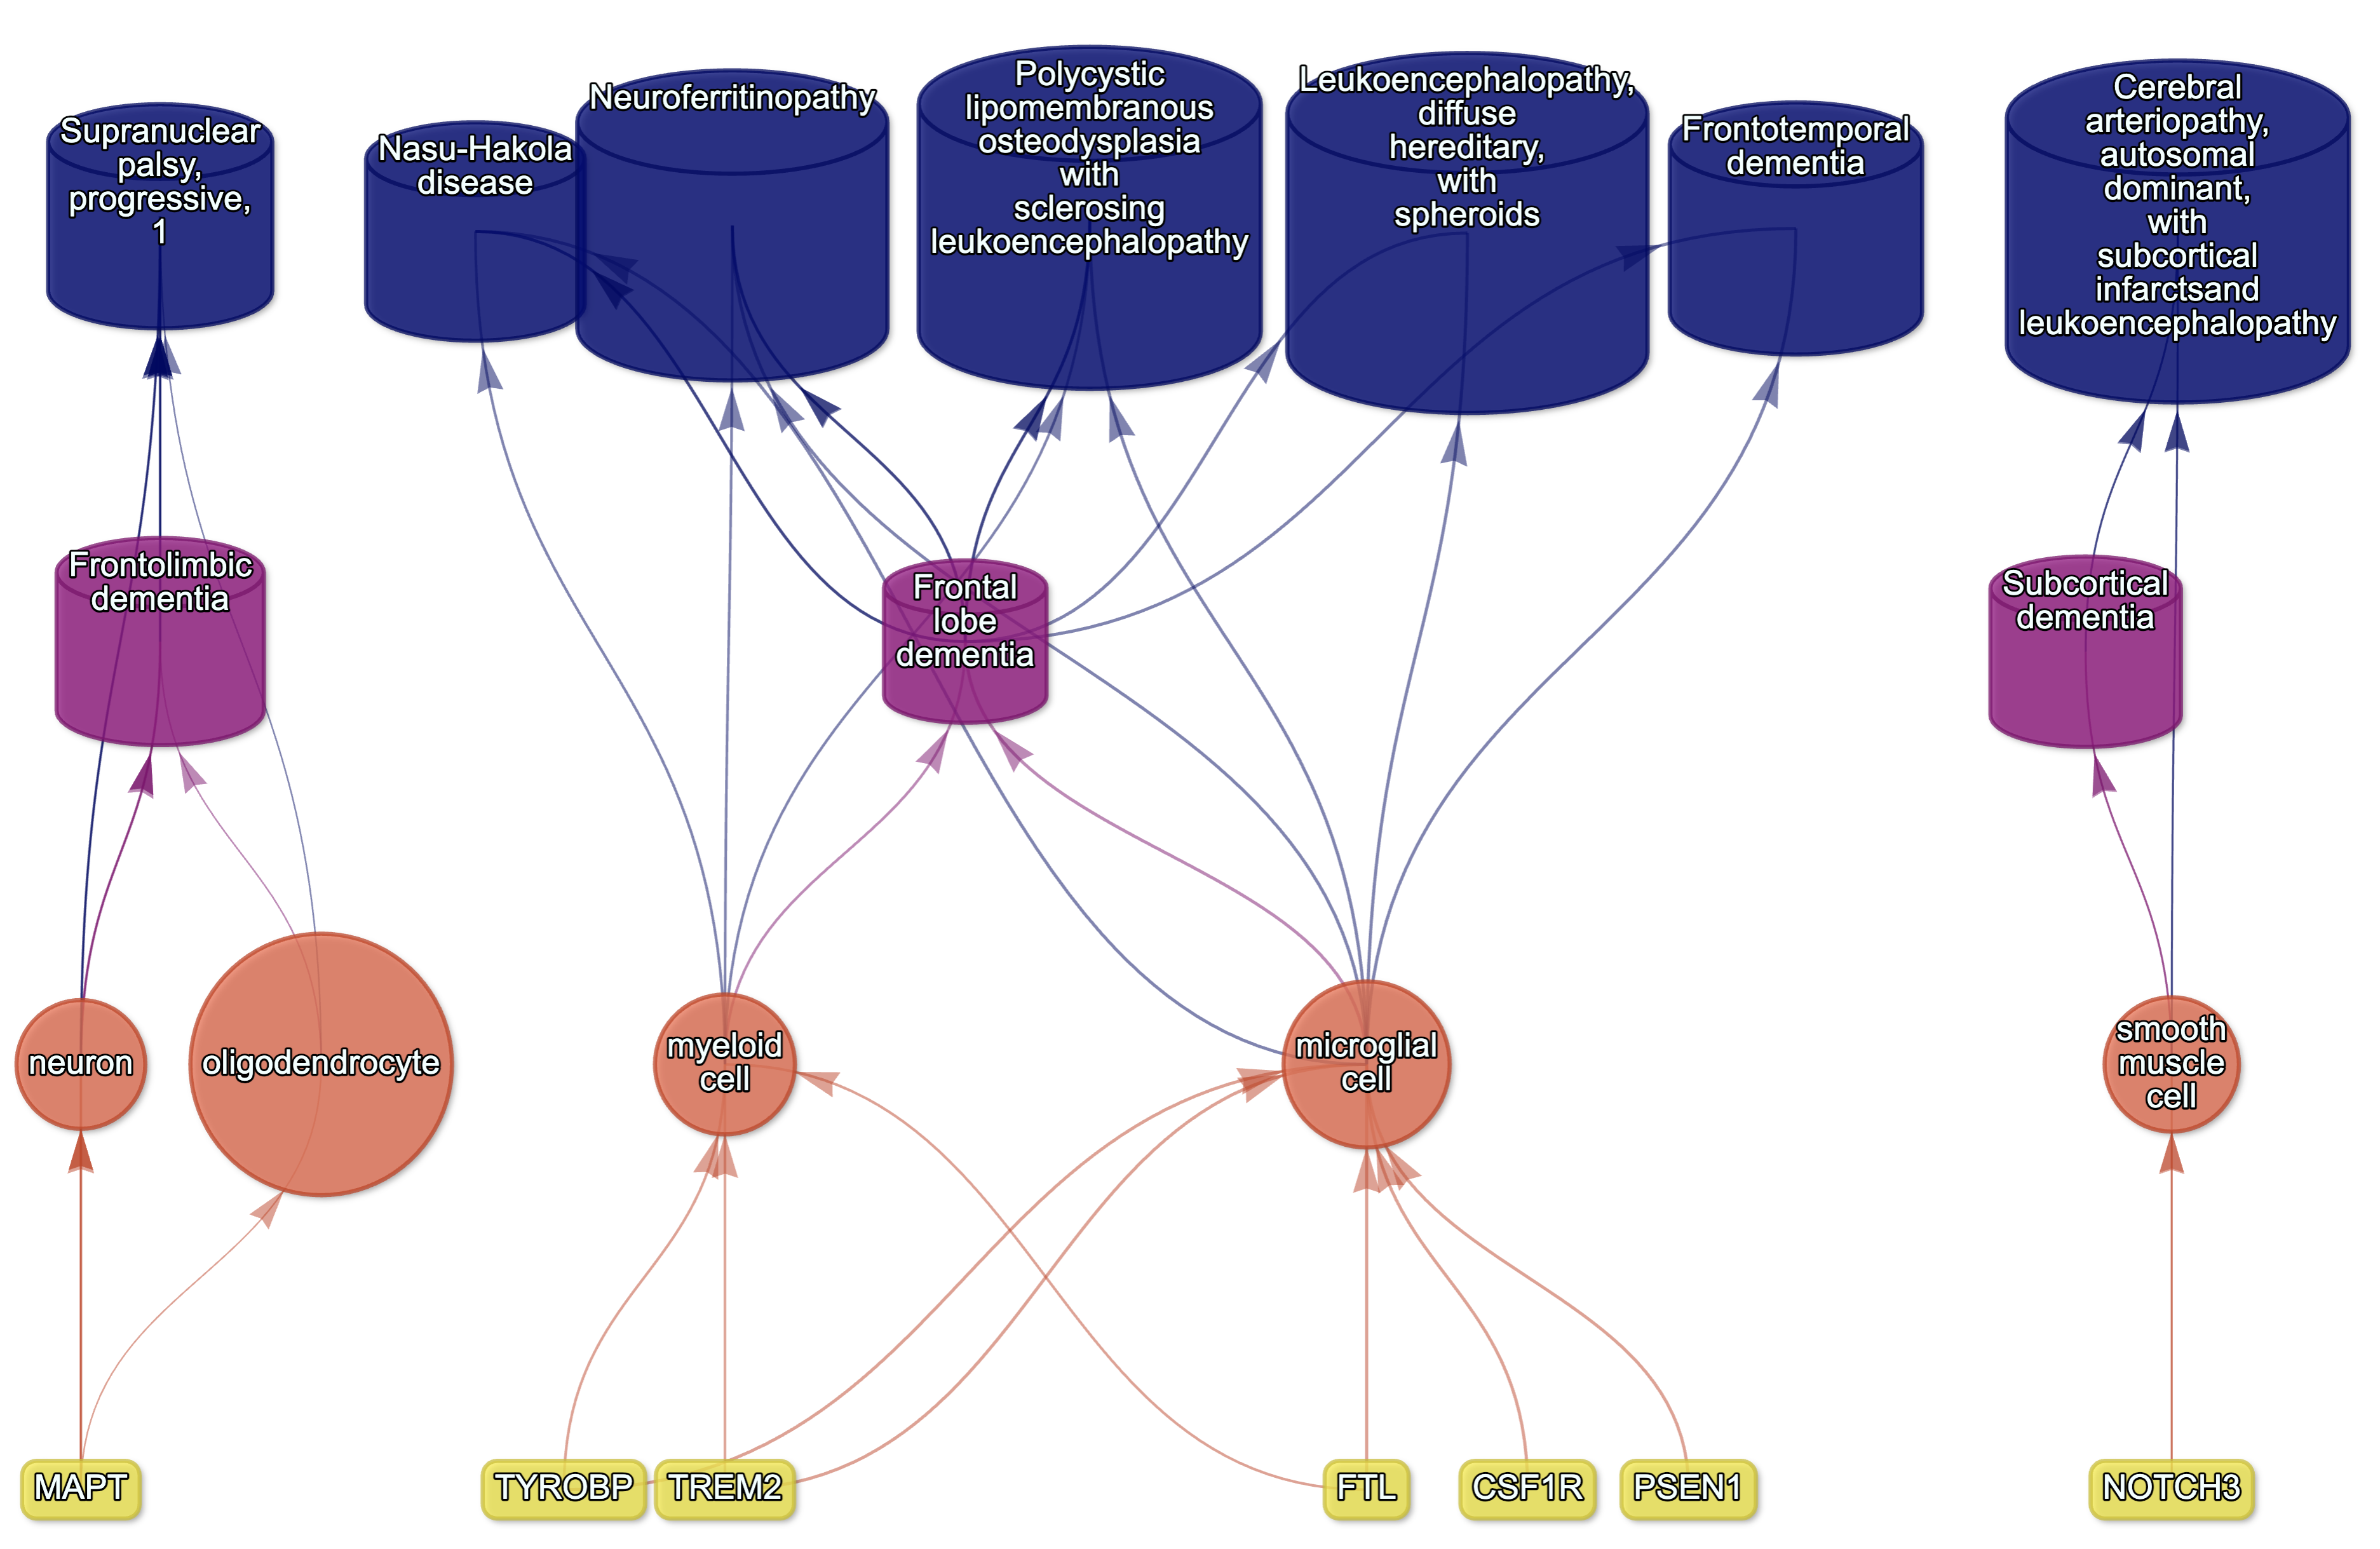 Supranuclear
palsy,
progressive,
1
Nasu-Hakola
disease
Neuroferritinopathy
Polycystic
lipomembranous
osteodysplasia
with
sclerosing
leukoencephalopathy
Leukoencephalopathy,
diffuse
hereditary,
with
spheroids
Frontotemporal
dementia
Cerebral
arteriopathy,
autosomal
dominant,
with
subcortical
infarctsand
leukoencephalopathy
Frontolimbic
dementia
Frontal
lobe
dementia
Subcortical
dementia
neuron
oligodendrocyte
myeloid
cell
microglial
cell
smooth
muscle
cell
MAPT
TYROBP
TREM2
FTL
CSF1R
PSEN1
NOTCH3